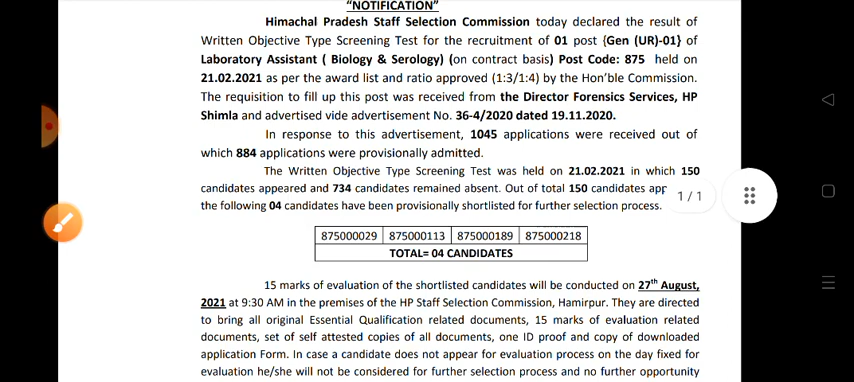 "NOTIFICATION"
Himachal Pradesh Staff Selection Commission today declared the result of
Written Objective Type Screening Test for the recruitment of 01 post {Gen (UR)-01} of
Laboratory Assistant ( Biology & Serology) (on contract basis) Post Code: 875 held on
21.02.2021 as per the award list and ratio approved (1:3/1:4) by the Hon'ble Commission.
The requisition to fill up this post was received from the Director Forensics Services, HP
Shimla and advertised vide advertisement No. 36-4/2020 dated 19.11.2020.
In response to this advertisement, 1045 applications were received out of
which 884 applications were provisionally admitted.
The Written Objective Type Screening Test was held on 21.02.2021 in which 150
candidates appeared and 734 candidates remained absent. Out of total 150 candidates
the following 04 candidates have been provisionally shortlisted for further selection process.
1 / 1
875000029 875000113 875000189 875000218
TOTAL= 04 CANDIDATES
15 marks of evaluation of the shortlisted candidates will be conducted on 27th August,
2021 at 9:30 AM in the premises of the HP Staff Selection Commission, Hamirpur. They are directed
to bring all original Essential Qualification related documents, 15 marks of evaluation related
documents, set of self attested copies of all documents, one ID proof and copy of downloaded
application Form. In case a candidate does not appear for evaluation process on the day fixed for
evaluation he/she will not be considered for further selection process and no further opportunity